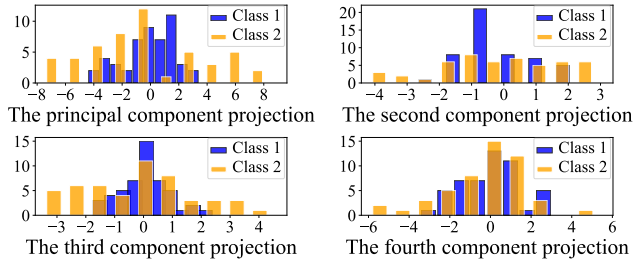 10
5
0
Class 1
Class 2
−8 −6 −4 −2 0 2 4 6 8
The principal component projection
20
15
10
5
0
Class 1
Class 2
−4 −3 −2 −1 0 1 2 3
The second component projection
15
10
5
0
Class 1
Class 2
−3 −2 −1 0 1 2 3 4
The third component projection
15
10
5
0
Class 1
Class 2
−6 −4 −2 0 2 4 6
The fourth component projection